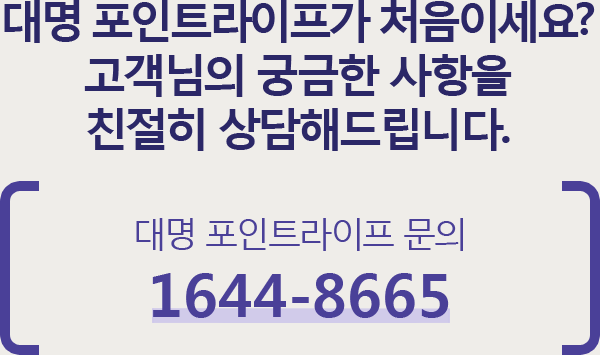 대명 포인트라이프가 처음이세요?
고객님의 궁금한 사항을
친절히 상담해드립니다.
대명 포인트라이프 문의
1644-8665